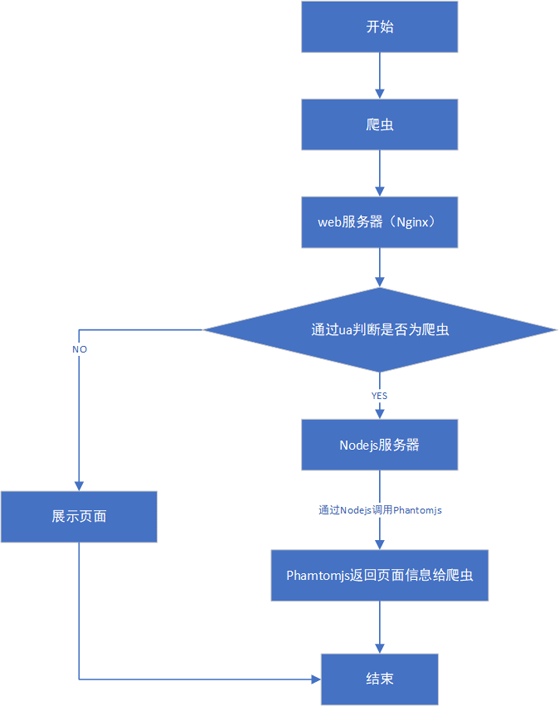 开始
爬虫
web服务器（Nginx）
通过ua判断是否为爬虫
NO
YES
Nodejs服务器
通过Nodejs调用Phantomjs
展示页面
Phamtomjs返回页面信息给爬虫
结束